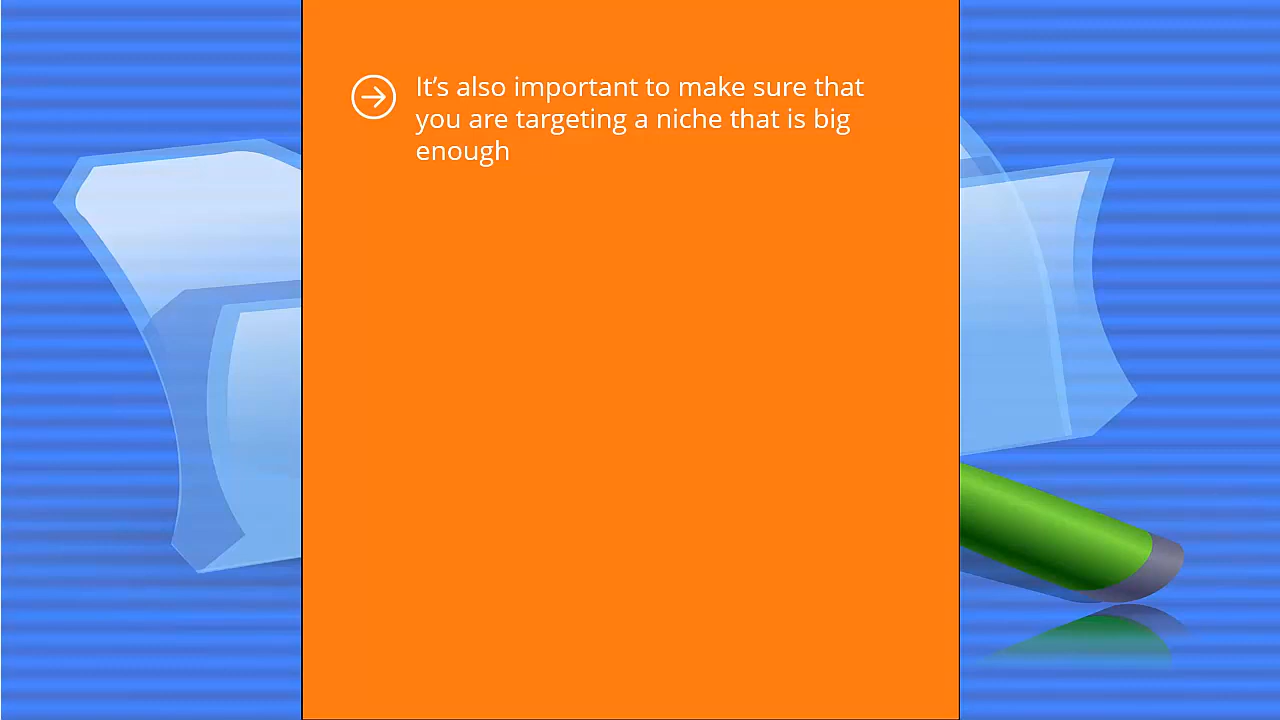 It’s also important to make sure that
you are targeting a niche that is big
enough